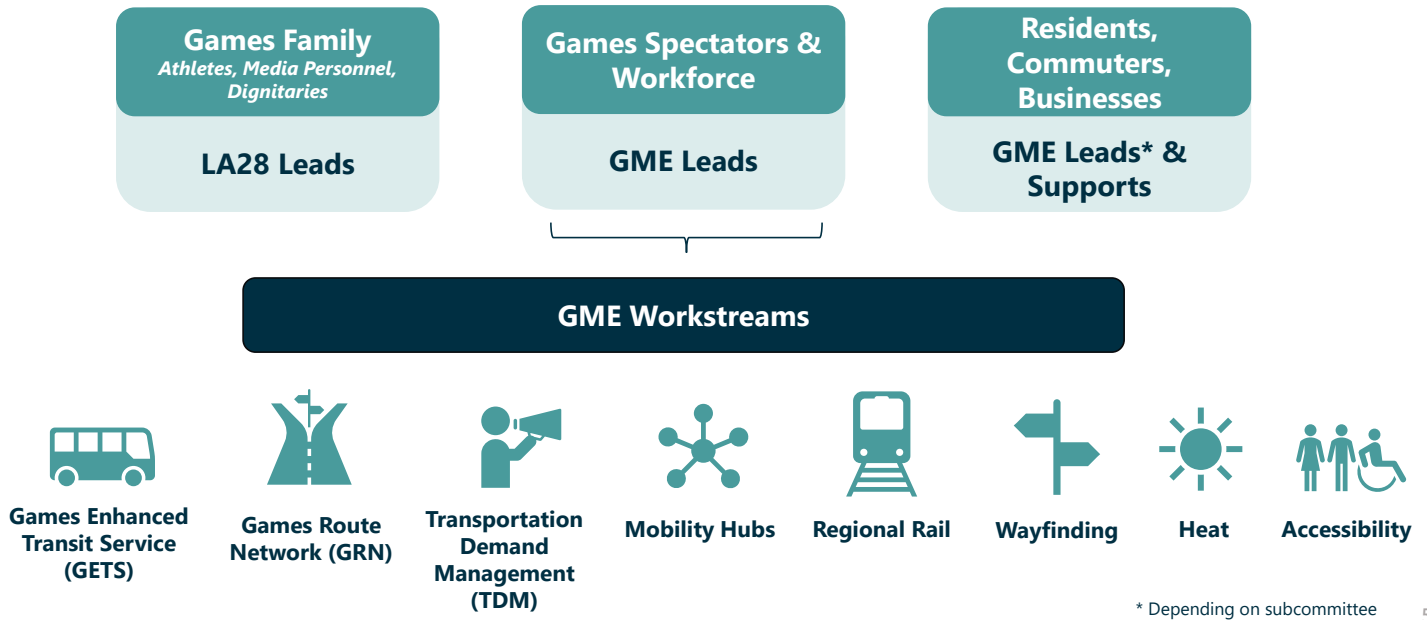 Games Family
Athletes, Media Personnel,
Dignitaries
LA28 Leads
Games Spectators &
Workforce
GME Leads
Residents,
Commuters,
Businesses
GME Leads* &
Supports
GME Workstreams
Games Enhanced
Transit Service
(GETS)
Games Route
Network (GRN)
Transportation
Demand
Management
(TDM)
Mobility Hubs
Regional Rail
Wayfinding
Heat
Accessibility
* Depending on subcommittee